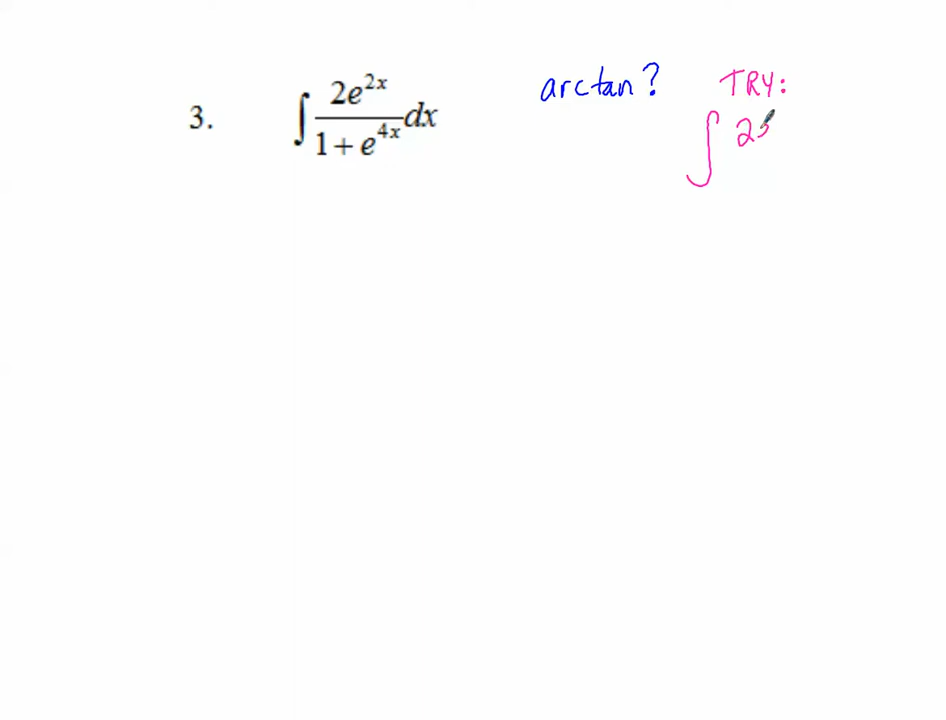 3. ∫ 2e^{2x} / (1 + e^{4x}) dx
arctan ?
TRY:
∫ 2